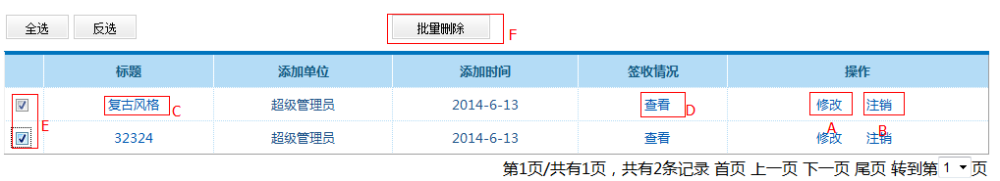 全选 反选 批量刪除 F
标题 添加单位 添加时间 签收情况 操作
复古风格 C 超级管理员 2014-6-13 查看 D 修改 A 注销 B
E 32324 超级管理员 2014-6-13 查看 修改 注销
第1页/共有1页，共有2条记录 首页 上一页 下一页 尾页 转到第 1 页